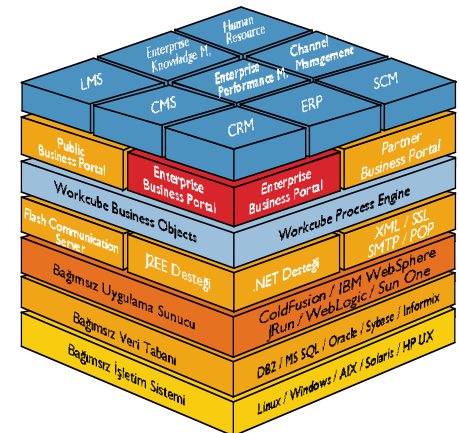 Human
Resource
Enterprise
Knowladge M.
Channel
Management
LMS
Enterprise
Performance M.
SCM
CMS
ERP
CRM
Public
Business Portal
Enterprise
Business Portal
Enterprise
Business Portal
Partner
Business Portal
Workcube Business Objects
Workcube Process Engine
Flash Communication
Server
J2EE Desteği
.NET Desteği
XML / SSL
SMTP / POP
Bağımsız Uygulama Sunucu
ColdFusion / IBM WebSphere
JRun / WebLogic / Sun One
Bağımsız Veri Tabanı
DB2 / MS SQL / Oracle / Sybase / Informix
Bağımsız İşletim Sistemi
Linux / Windows / AIX / Solaris / HP UX